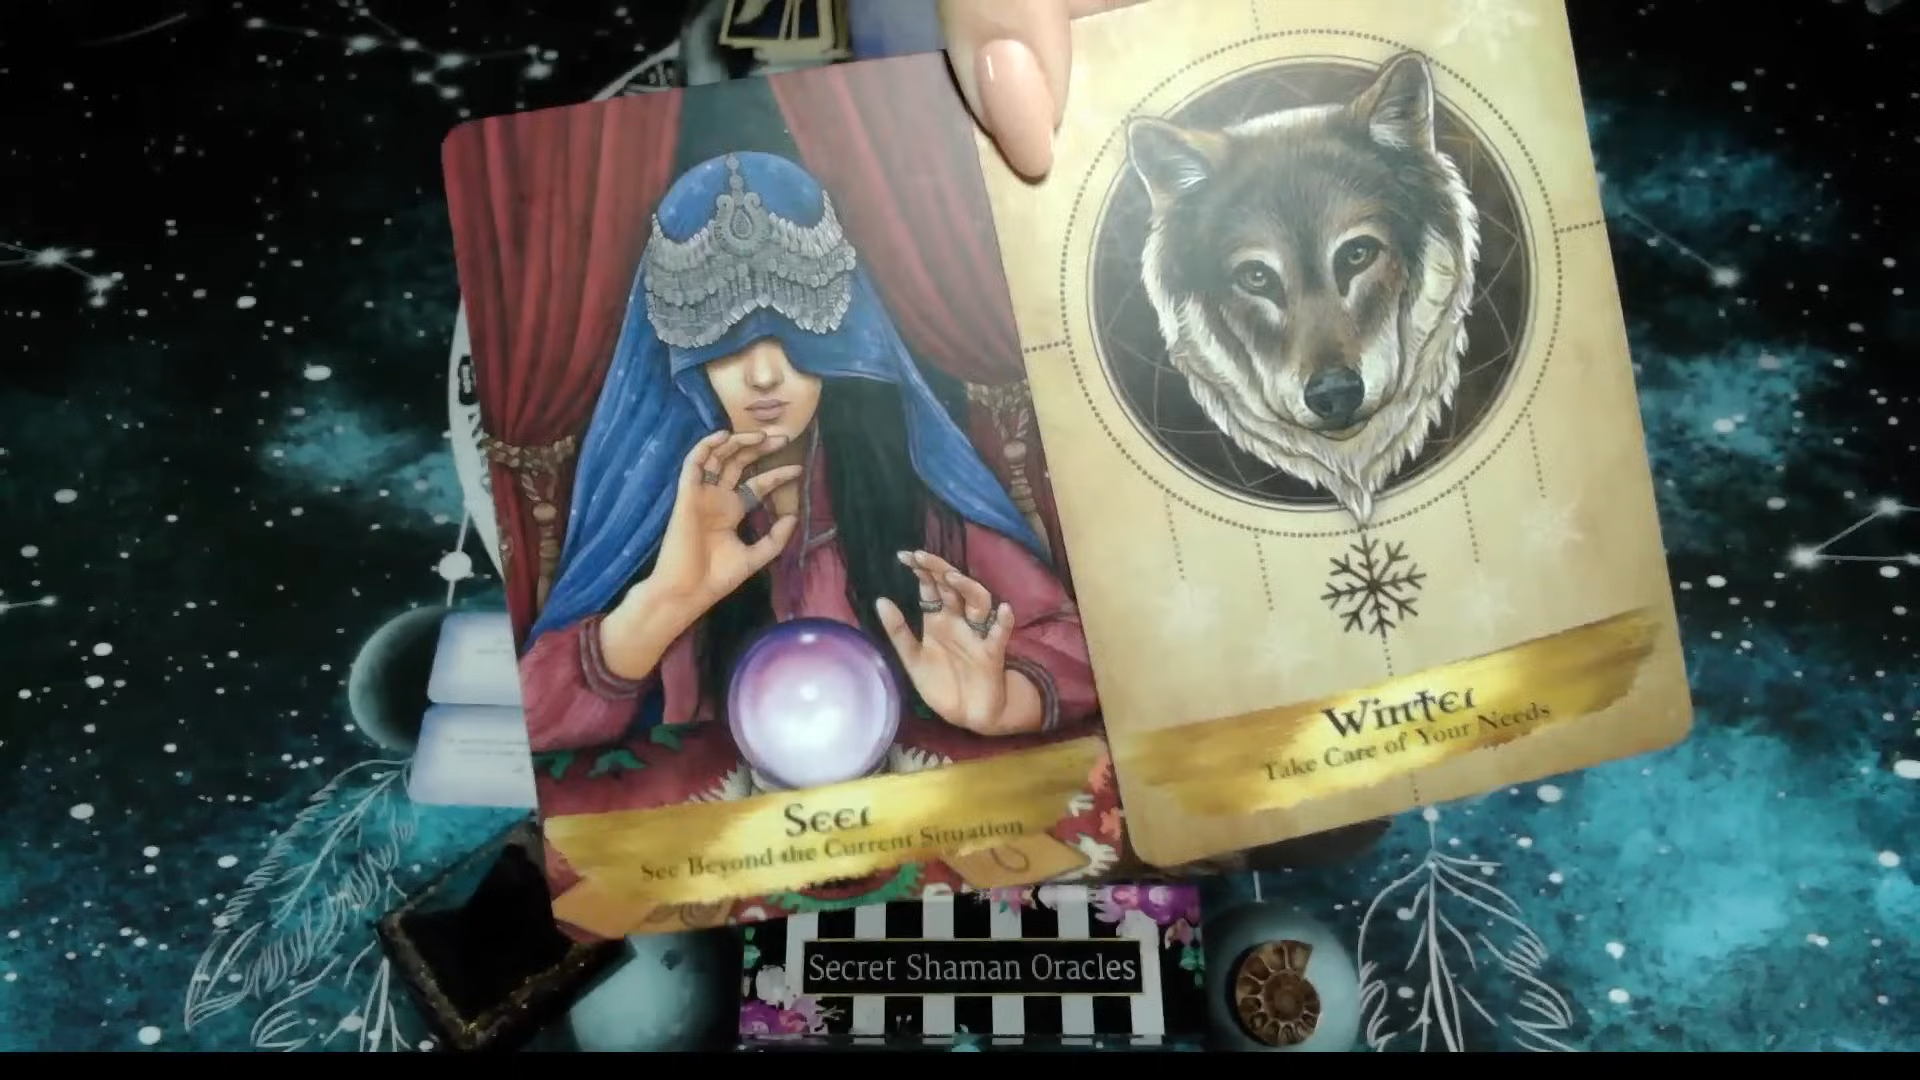 Seer
See Beyond the Current Situation
Winter
Take Care of Your Needs
Secret Shaman Oracles